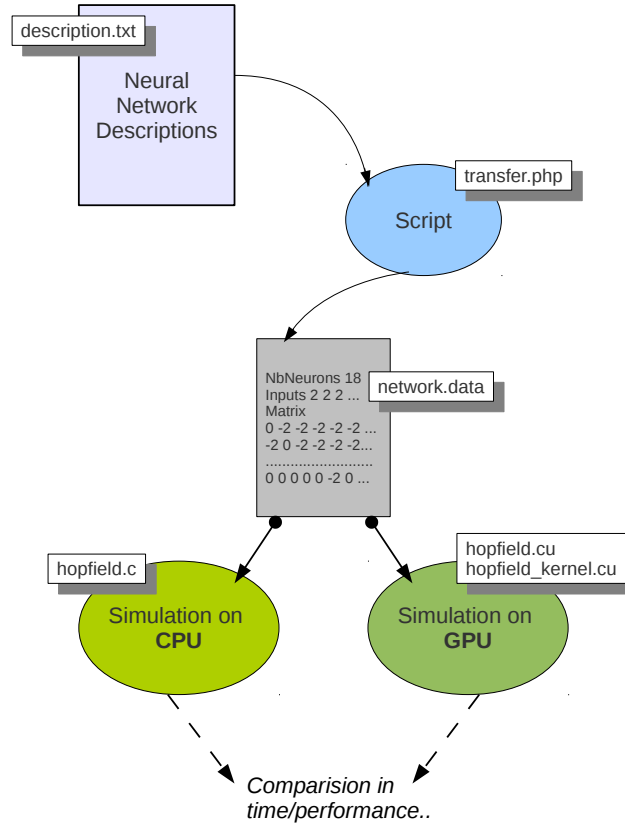 description.txt
Neural
Network
Descriptions
transfer.php
Script
NbNeurons 18
Inputs 2 2 2 ...
Matrix
0 -2 -2 -2 -2 -2 ...
-2 0 -2 -2 -2 -2...
..........................
0 0 0 0 0 -2 0 ...
network.data
hopfield.c
Simulation on
CPU
hopfield.cu
hopfield_kernel.cu
Simulation on
GPU
Comparision in
time/performance..